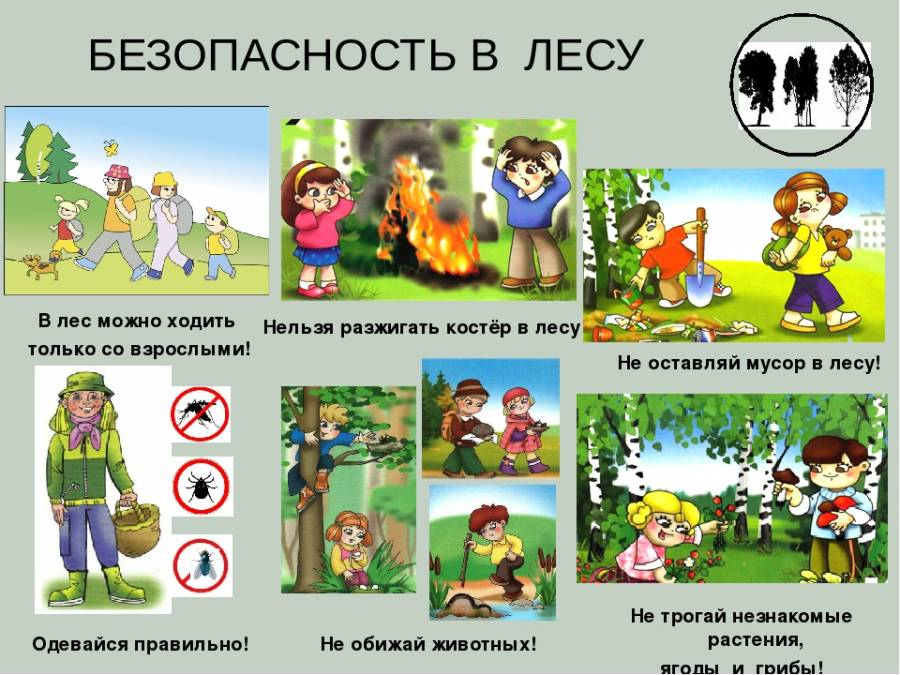 БЕЗОПАСНОСТЬ В ЛЕСУ
В лес можно ходить
только со взрослыми!
Нельзя разжигать костёр в лесу
Не оставляй мусор в лесу!
Одевайся правильно!
Не обижай животных!
Не трогай незнакомые
растения,
ягоды и грибы!